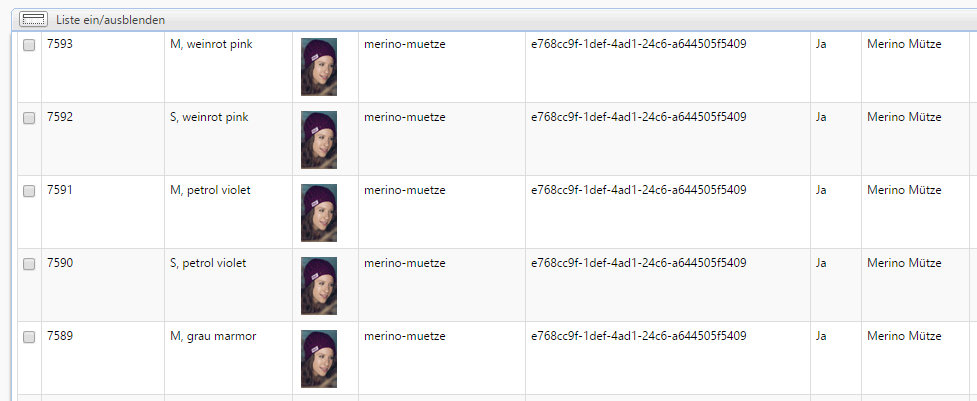 Liste ein/ausblenden
7593 M, weinrot pink merino-muetze e768cc9f-1def-4ad1-24c6-a644505f5409 Ja Merino Mütze
7592 S, weinrot pink merino-muetze e768cc9f-1def-4ad1-24c6-a644505f5409 Ja Merino Mütze
7591 M, petrol violet merino-muetze e768cc9f-1def-4ad1-24c6-a644505f5409 Ja Merino Mütze
7590 S, petrol violet merino-muetze e768cc9f-1def-4ad1-24c6-a644505f5409 Ja Merino Mütze
7589 M, grau marmor merino-muetze e768cc9f-1def-4ad1-24c6-a644505f5409 Ja Merino Mütze